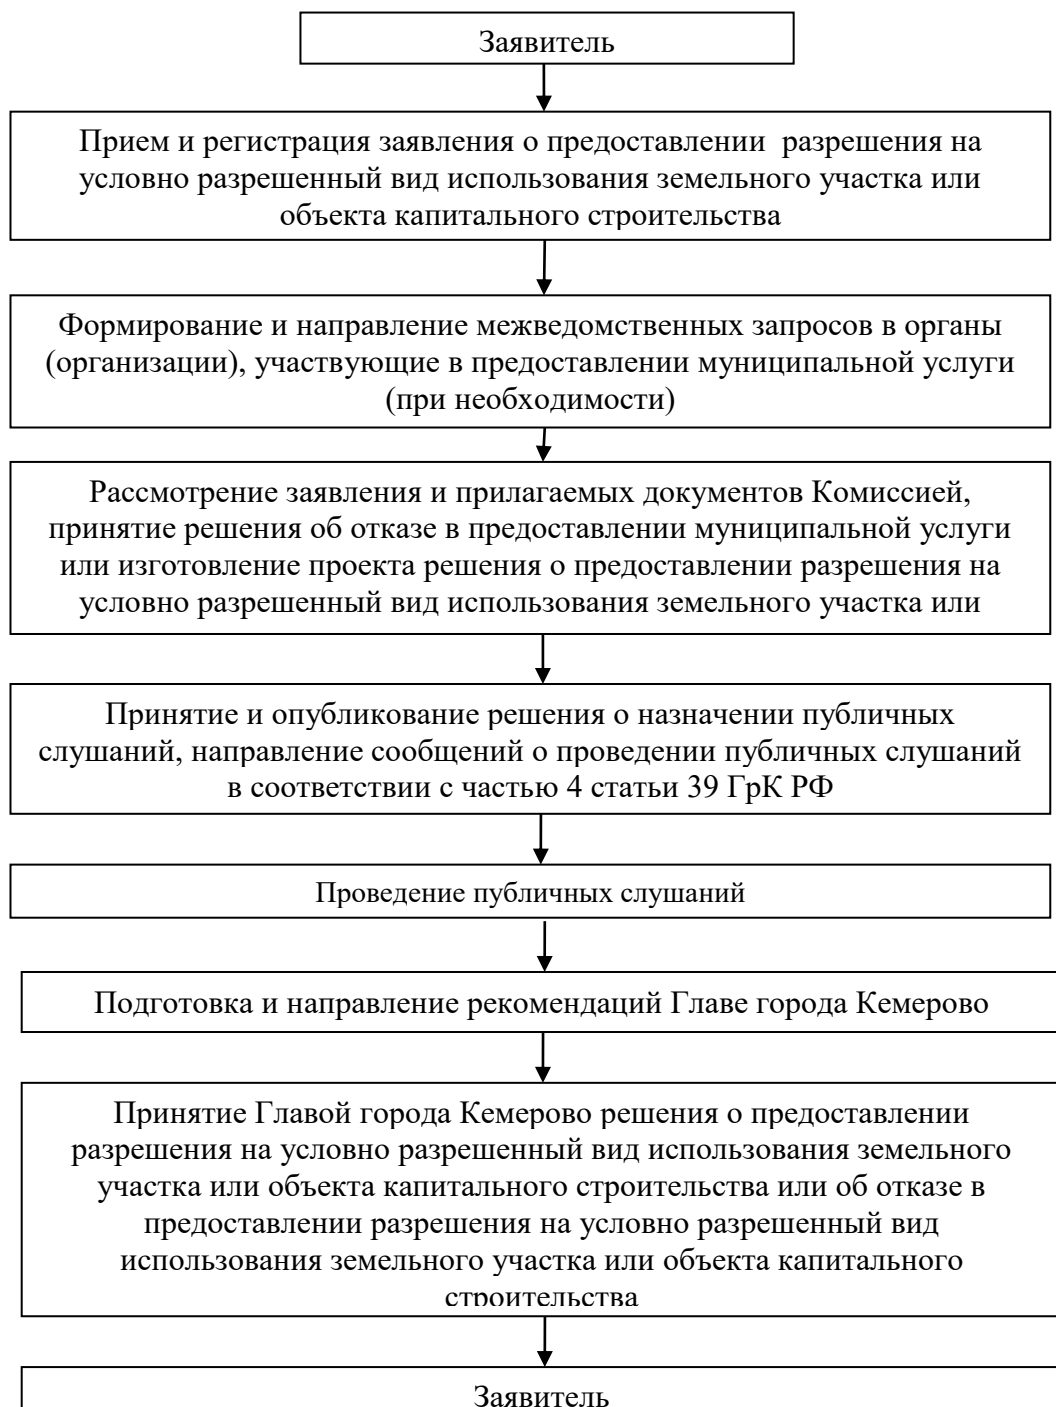 Заявитель
Прием и регистрация заявления о предоставлении разрешения на
условно разрешенный вид использования земельного участка или
объекта капитального строительства
Формирование и направление межведомственных запросов в органы
(организации), участвующие в предоставлении муниципальной услуги
(при необходимости)
Рассмотрение заявления и прилагаемых документов Комиссией,
принятие решения об отказе в предоставлении муниципальной услуги
или изготовление проекта решения о предоставлении разрешения на
условно разрешенный вид использования земельного участка или
Принятие и опубликование решения о назначении публичных
слушаний, направление сообщений о проведении публичных слушаний
в соответствии с частью 4 статьи 39 ГрК РФ
Проведение публичных слушаний
Подготовка и направление рекомендаций Главе города Кемерово
Принятие Главой города Кемерово решения о предоставлении
разрешения на условно разрешенный вид использования земельного
участка или объекта капитального строительства или об отказе в
предоставлении разрешения на условно разрешенный вид
использования земельного участка или объекта капитального
строительства
Заявитель